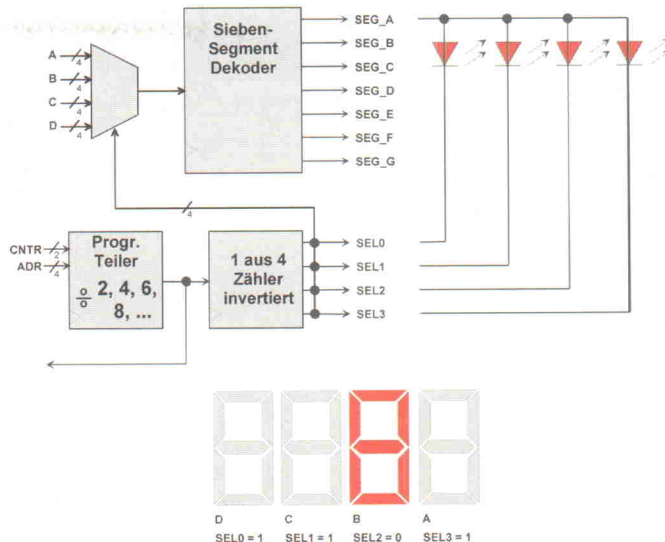 Sieben-
Segment
Dekoder
A 4
B 4
C 4
D 4
SEG_A
SEG_B
SEG_C
SEG_D
SEG_E
SEG_F
SEG_G
4
CNTR 2
ADR 4
Progr.
Teiler
÷ 2, 4, 6,
8, ...
1 aus 4
Zähler
invertiert
SEL0
SEL1
SEL2
SEL3
D C B A
SEL0 = 1 SEL1 = 1 SEL2 = 0 SEL3 = 1